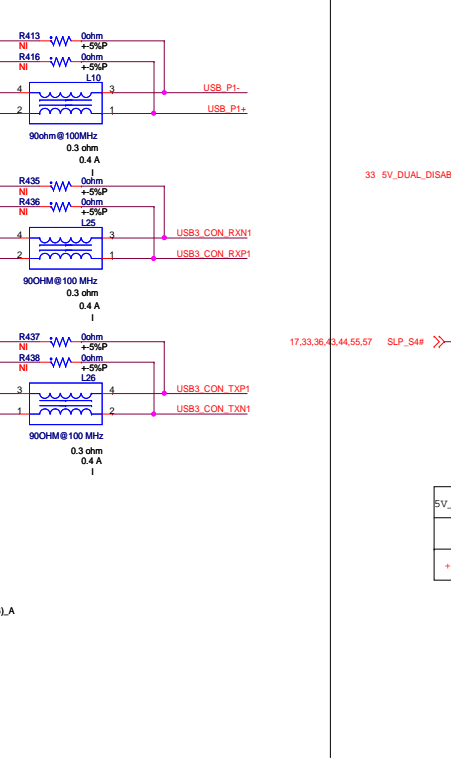 R413 0ohm
NI +-5%P
R416 0ohm
NI +-5%P
L10
4 3 USB_P1-
2 1 USB_P1+
90ohm@100MHz
0.3 ohm
0.4 A
I
R435 0ohm
NI +-5%P
R436 0ohm
NI +-5%P
L25
4 3 USB3_CON_RXN1
2 1 USB3_CON_RXP1
90OHM@100 MHz
0.3 ohm
0.4 A
I
R437 0ohm
NI +-5%P
R438 0ohm
NI +-5%P
L26
3 4 USB3_CON_TXP1
1 2 USB3_CON_TXN1
90OHM@100 MHz
0.3 ohm
0.4 A
I
)_A
33 5V_DUAL_DISAB
17,33,36,43,44,55,57 SLP_S4#
5V_
+